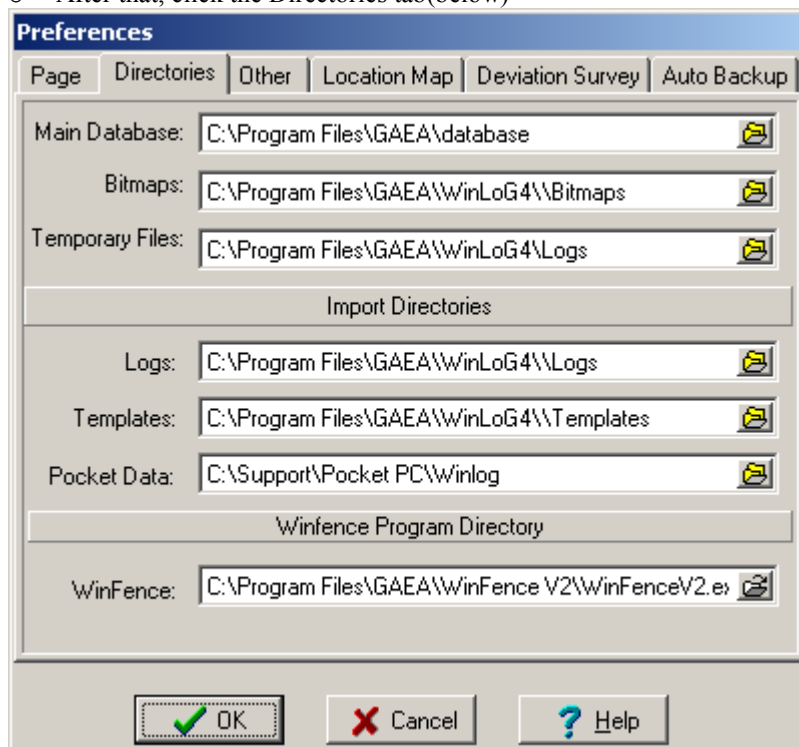 After that, click the Directories tab(below)
Preferences
Page Directories Other Location Map Deviation Survey Auto Backup
Main Database: C:\Program Files\GAEA\database
Bitmaps: C:\Program Files\GAEA\WinLoG4\\Bitmaps
Temporary Files: C:\Program Files\GAEA\WinLoG4\Logs
Import Directories
Logs: C:\Program Files\GAEA\WinLoG4\\Logs
Templates: C:\Program Files\GAEA\WinLoG4\\Templates
Pocket Data: C:\Support\Pocket PC\Winlog
Winfence Program Directory
WinFence: C:\Program Files\GAEA\WinFence V2\WinFenceV2.ex
OK Cancel Help